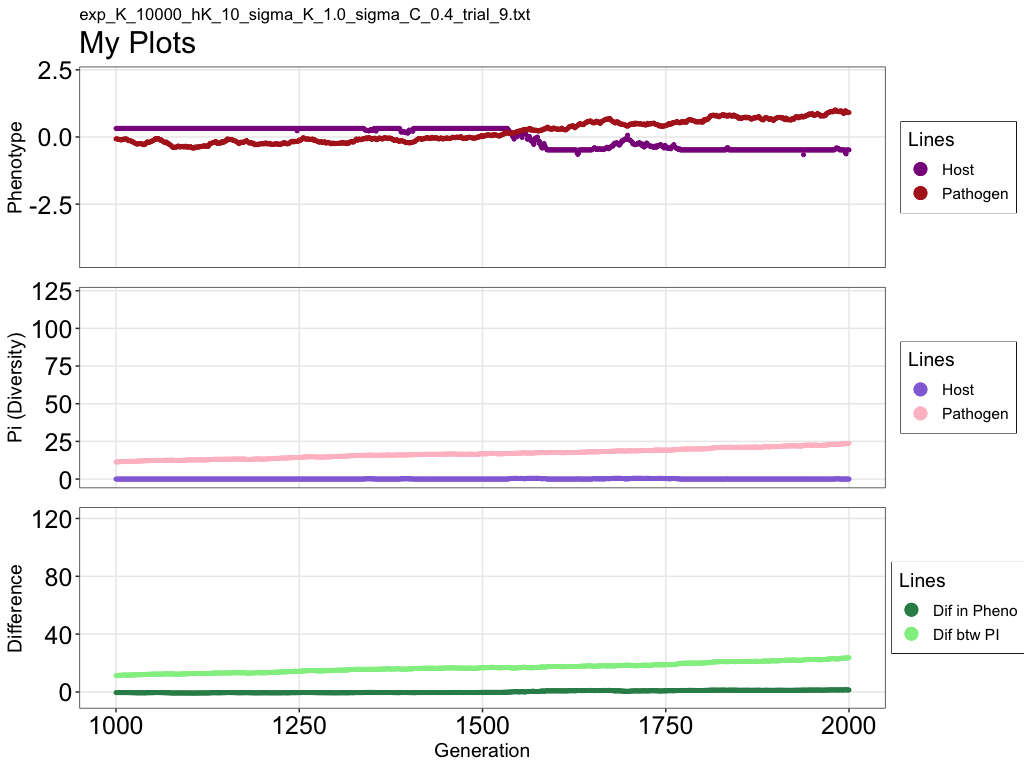 exp_K_10000_hK_10_sigma_K_1.0_sigma_C_0.4_trial_9.txt
My Plots
Phenotype
2.5
0.0
-2.5
Lines
Host
Pathogen
Pi (Diversity)
125
100
75
50
25
0
Lines
Host
Pathogen
Difference
120
80
40
0
Lines
Dif in Pheno
Dif btw PI
1000 1250 1500 1750 2000
Generation